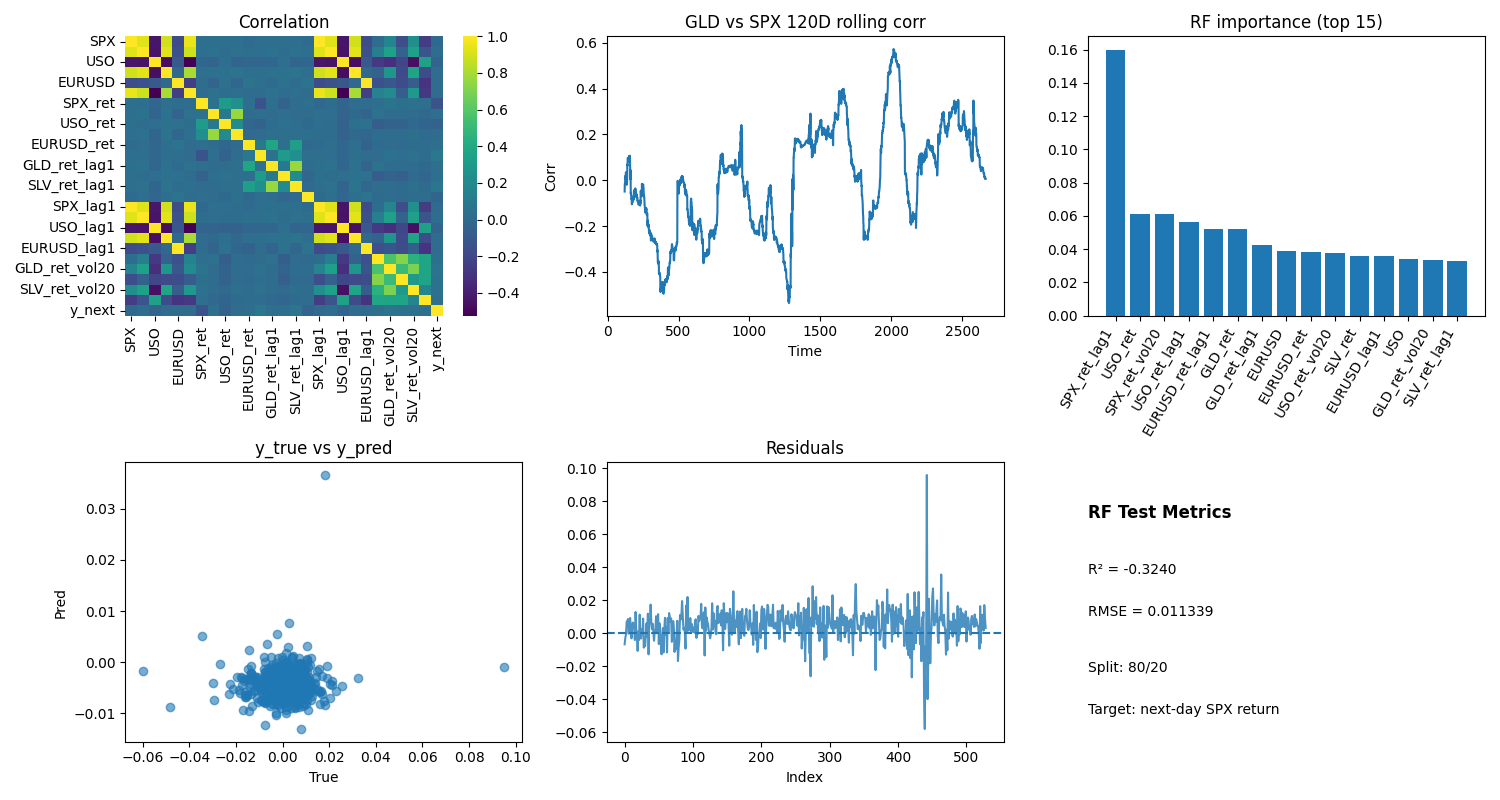 Correlation
SPX
USO
EURUSD
SPX_ret
USO_ret
EURUSD_ret
GLD_ret_lag1
SLV_ret_lag1
SPX_lag1
USO_lag1
EURUSD_lag1
GLD_ret_vol20
SLV_ret_vol20
y_next
SPX
USO
EURUSD
SPX_ret
USO_ret
EURUSD_ret
GLD_ret_lag1
SLV_ret_lag1
SPX_lag1
USO_lag1
EURUSD_lag1
GLD_ret_vol20
SLV_ret_vol20
y_next
1.0
0.8
0.6
0.4
0.2
0.0
−0.2
−0.4
GLD vs SPX 120D rolling corr
Corr
0.6
0.4
0.2
0.0
−0.2
−0.4
0 500 1000 1500 2000 2500
Time
RF importance (top 15)
0.16
0.14
0.12
0.10
0.08
0.06
0.04
0.02
0.00
SPX_ret_lag1
USO_ret
SPX_ret_vol20
USO_ret_lag1
EURUSD_ret_lag1
GLD_ret
GLD_ret_lag1
EURUSD
EURUSD_ret
USO_ret_vol20
SLV_ret
EURUSD_lag1
USO
GLD_ret_vol20
SLV_ret_lag1
y_true vs y_pred
Pred
0.03
0.01
0.00
−0.01
−0.06 −0.04 −0.02 0.00 0.02 0.04 0.06 0.08 0.10
True
Residuals
0.10
0.08
0.06
0.04
0.02
0.00
−0.02
−0.04
−0.06
0 100 200 300 400 500
Index
RF Test Metrics
R² = -0.3240
RMSE = 0.011339
Split: 80/20
Target: next-day SPX return